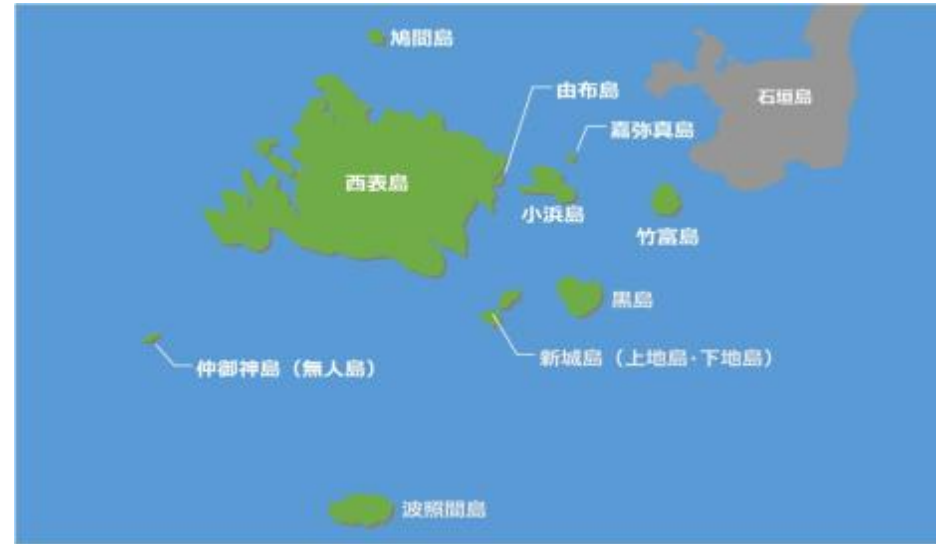 鳩間島
由布島
石垣島
嘉弥真島
西表島
小浜島
竹富島
黒島
新城島（上地島・下地島）
仲御神島（無人島）
波照間島